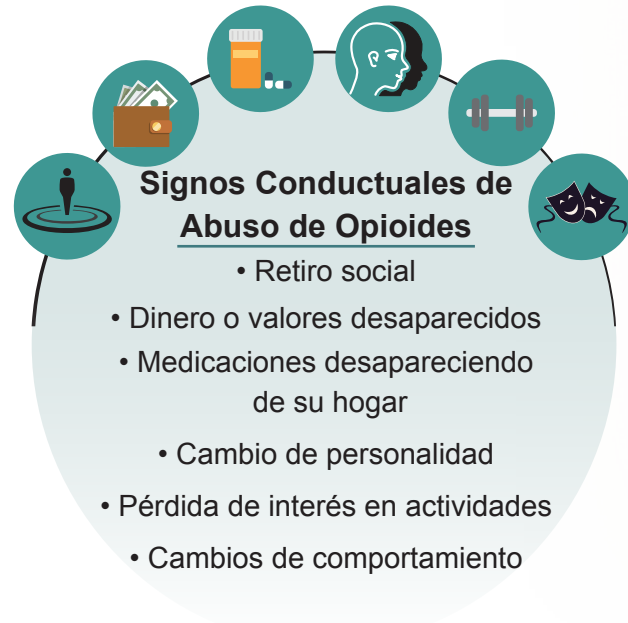 Signos Conductuales de
Abuso de Opioides
• Retiro social
• Dinero o valores desaparecidos
• Medicaciones desapareciendo
de su hogar
• Cambio de personalidad
• Pérdida de interés en actividades
• Cambios de comportamiento